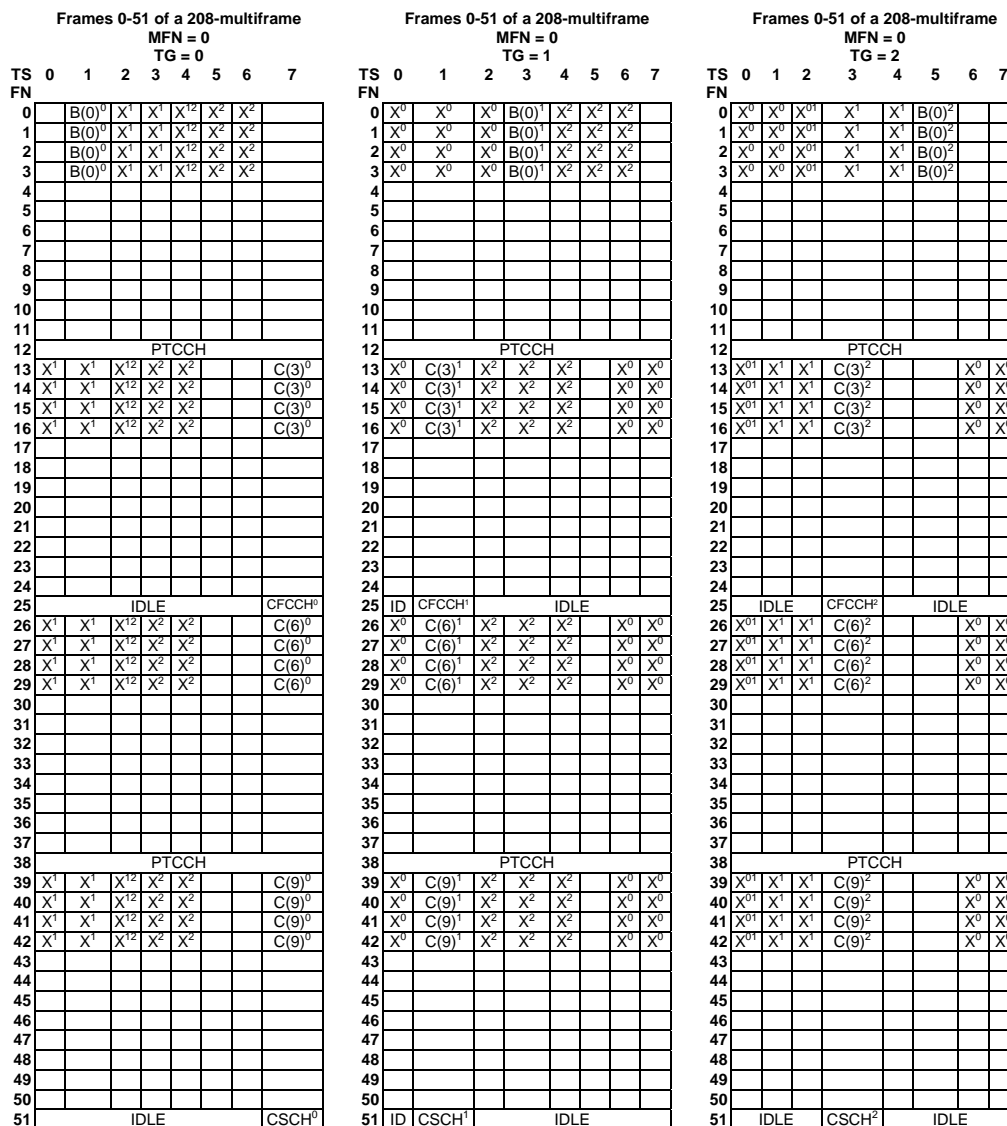 Frames 0-51 of a 208-multiframe
MFN = 0
TG = 0
TS 0 1 2 3 4 5 6 7
FN
0 B(0)⁰ X¹ X¹ X¹² X² X²
1 B(0)⁰ X¹ X¹ X¹² X² X²
2 B(0)⁰ X¹ X¹ X¹² X² X²
3 B(0)⁰ X¹ X¹ X¹² X² X²
4
5
6
7
8
9
10
11
12 PTCCH
13 X¹ X¹ X¹² X² X² C(3)⁰
14 X¹ X¹ X¹² X² X² C(3)⁰
15 X¹ X¹ X¹² X² X² C(3)⁰
16 X¹ X¹ X¹² X² X² C(3)⁰
17
18
19
20
21
22
23
24
25 IDLE CFCCH⁰
26 X¹ X¹ X¹² X² X² C(6)⁰
27 X¹ X¹ X¹² X² X² C(6)⁰
28 X¹ X¹ X¹² X² X² C(6)⁰
29 X¹ X¹ X¹² X² X² C(6)⁰
30
31
32
33
34
35
36
37
38 PTCCH
39 X¹ X¹ X¹² X² X² C(9)⁰
40 X¹ X¹ X¹² X² X² C(9)⁰
41 X¹ X¹ X¹² X² X² C(9)⁰
42 X¹ X¹ X¹² X² X² C(9)⁰
43
44
45
46
47
48
49
50
51 IDLE CSCH⁰
Frames 0-51 of a 208-multiframe
MFN = 0
TG = 1
TS 0 1 2 3 4 5 6 7
FN
0 X⁰ X⁰ X⁰ B(0)¹ X² X² X²
1 X⁰ X⁰ X⁰ B(0)¹ X² X² X²
2 X⁰ X⁰ X⁰ B(0)¹ X² X² X²
3 X⁰ X⁰ X⁰ B(0)¹ X² X² X²
4
5
6
7
8
9
10
11
12 PTCCH
13 X⁰ C(3)¹ X² X² X² X⁰ X⁰
14 X⁰ C(3)¹ X² X² X² X⁰ X⁰
15 X⁰ C(3)¹ X² X² X² X⁰ X⁰
16 X⁰ C(3)¹ X² X² X² X⁰ X⁰
17
18
19
20
21
22
23
24
25 ID CFCCH¹ IDLE
26 X⁰ C(6)¹ X² X² X² X⁰ X⁰
27 X⁰ C(6)¹ X² X² X² X⁰ X⁰
28 X⁰ C(6)¹ X² X² X² X⁰ X⁰
29 X⁰ C(6)¹ X² X² X² X⁰ X⁰
30
31
32
33
34
35
36
37
38 PTCCH
39 X⁰ C(9)¹ X² X² X² X⁰ X⁰
40 X⁰ C(9)¹ X² X² X² X⁰ X⁰
41 X⁰ C(9)¹ X² X² X² X⁰ X⁰
42 X⁰ C(9)¹ X² X² X² X⁰ X⁰
43
44
45
46
47
48
49
50
51 ID CSCH¹ IDLE
Frames 0-51 of a 208-multiframe
MFN = 0
TG = 2
TS 0 1 2 3 4 5 6 7
FN
0 X⁰ X⁰ X⁰¹ X¹ X¹ B(0)²
1 X⁰ X⁰ X⁰¹ X¹ X¹ B(0)²
2 X⁰ X⁰ X⁰¹ X¹ X¹ B(0)²
3 X⁰ X⁰ X⁰¹ X¹ X¹ B(0)²
4
5
6
7
8
9
10
11
12 PTCCH
13 X⁰¹ X¹ X¹ C(3)² X⁰ X
14 X⁰¹ X¹ X¹ C(3)² X⁰ X
15 X⁰¹ X¹ X¹ C(3)² X⁰ X
16 X⁰¹ X¹ X¹ C(3)² X⁰ X
17
18
19
20
21
22
23
24
25 IDLE CFCCH² IDLE
26 X⁰¹ X¹ X¹ C(6)² X⁰ X
27 X⁰¹ X¹ X¹ C(6)² X⁰ X
28 X⁰¹ X¹ X¹ C(6)² X⁰ X
29 X⁰¹ X¹ X¹ C(6)² X⁰ X
30
31
32
33
34
35
36
37
38 PTCCH
39 X⁰¹ X¹ X¹ C(9)² X⁰ X
40 X⁰¹ X¹ X¹ C(9)² X⁰ X
41 X⁰¹ X¹ X¹ C(9)² X⁰ X
42 X⁰¹ X¹ X¹ C(9)² X⁰ X
43
44
45
46
47
48
49
50
51 IDLE CSCH² IDLE